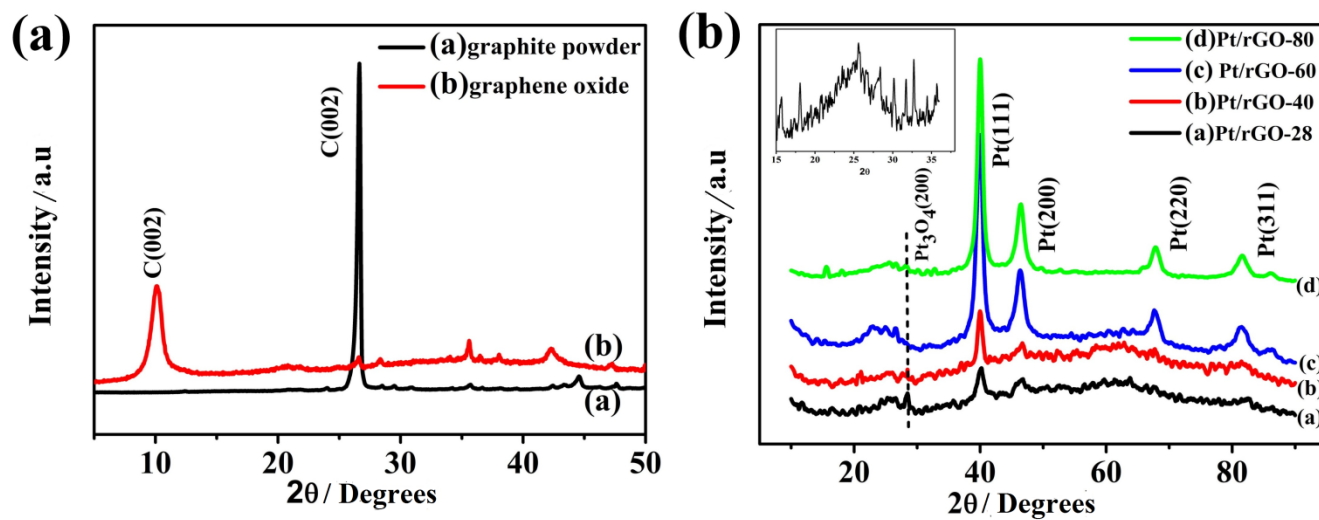 (a)
(a)graphite powder
(b)graphene oxide
C(002)
C(002)
(b)
(a)
Intensity / a.u
10 20 30 40 50
2θ / Degrees
(b)
(d)Pt/rGO-80
(c) Pt/rGO-60
(b)Pt/rGO-40
(a)Pt/rGO-28
15 20 25 30 35
2θ
Pt3O4(200)
Pt(111)
Pt(200)
Pt(220)
Pt(311)
(d)
(c)
(b)
(a)
Intensity / a.u
20 40 60 80
2θ / Degrees